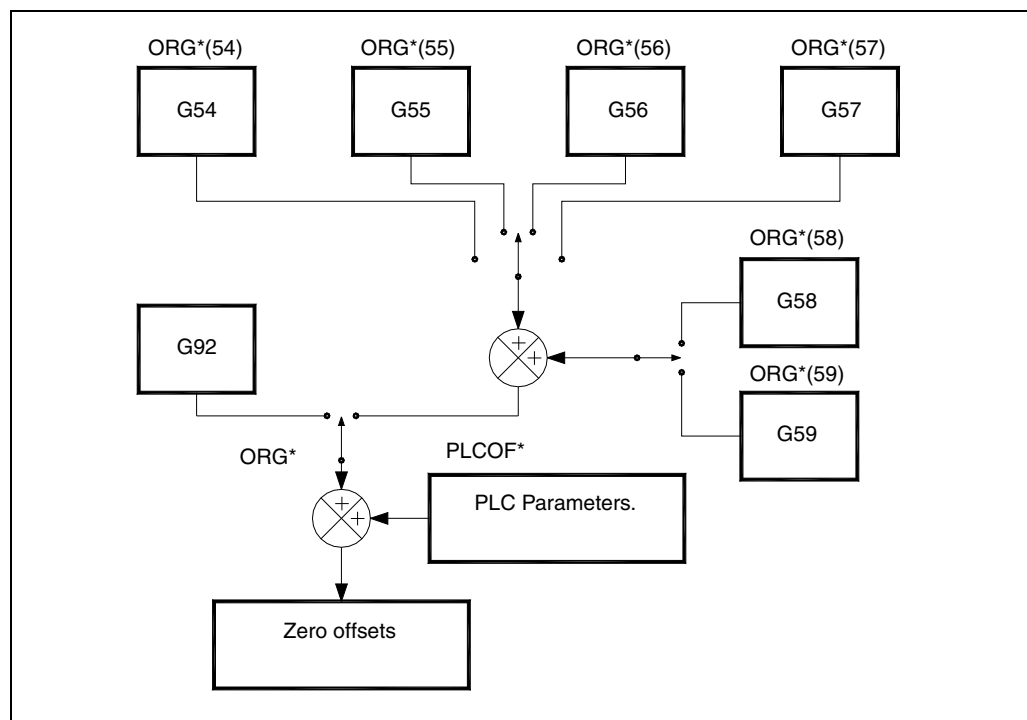 ORG*(54) ORG*(55) ORG*(56) ORG*(57)
G54 G55 G56 G57
ORG*(58)
G58
G92
ORG*(59)
G59
ORG* PLCOF*
PLC Parameters.
Zero offsets
+ +
+ +